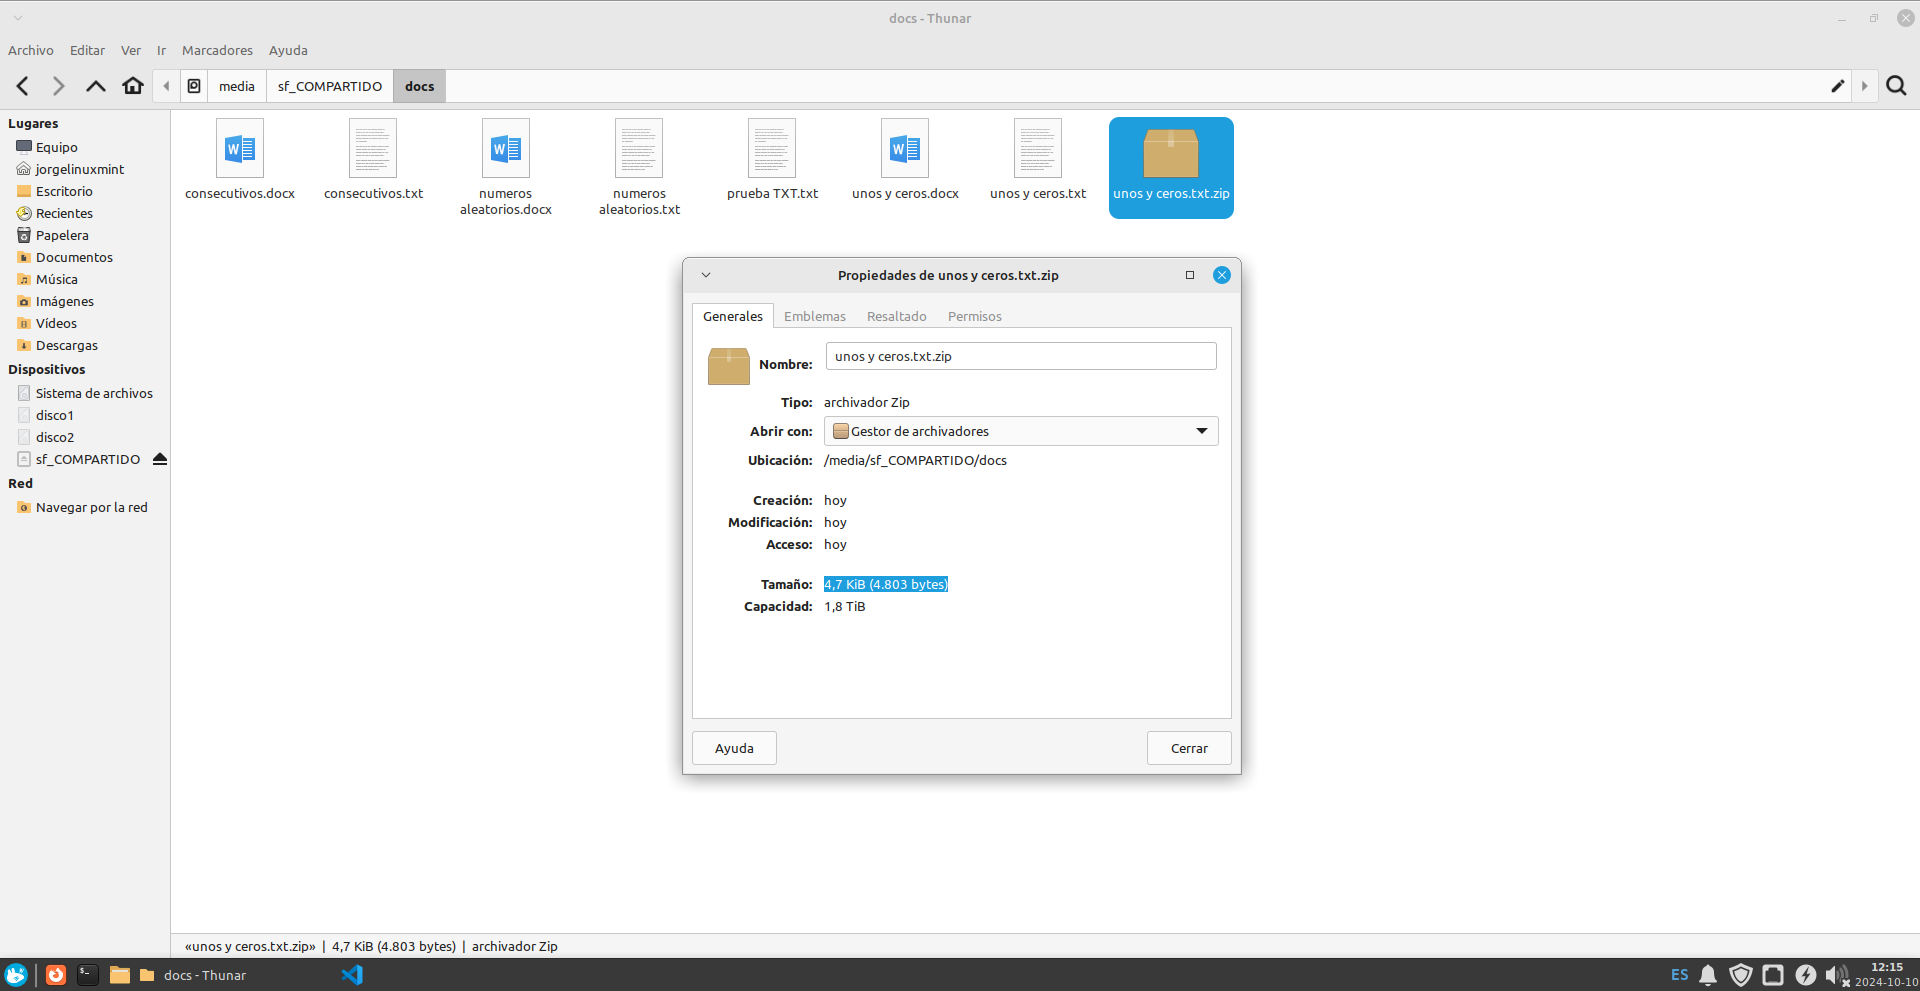 docs - Thunar
Archivo Editar Ver Ir Marcadores Ayuda
media sf_COMPARTIDO docs
Lugares
Equipo
jorgelinuxmint
Escritorio
Recientes
Papelera
Documentos
Música
Imágenes
Vídeos
Descargas
Dispositivos
Sistema de archivos
disco1
disco2
sf_COMPARTIDO
Red
Navegar por la red
consecutivos.docx
consecutivos.txt
numeros
aleatorios.docx
numeros
aleatorios.txt
prueba TXT.txt
unos y ceros.docx
unos y ceros.txt
unos y ceros.txt.zip
Propiedades de unos y ceros.txt.zip
Generales Emblemas Resaltado Permisos
Nombre: unos y ceros.txt.zip
Tipo: archivador Zip
Abrir con: Gestor de archivadores
Ubicación: /media/sf_COMPARTIDO/docs
Creación: hoy
Modificación: hoy
Acceso: hoy
Tamaño: 4,7 KiB (4.803 bytes)
Capacidad: 1,8 TiB
Ayuda Cerrar
«unos y ceros.txt.zip» | 4,7 KiB (4.803 bytes) | archivador Zip
docs - Thunar
ES
12:15
2024-10-10